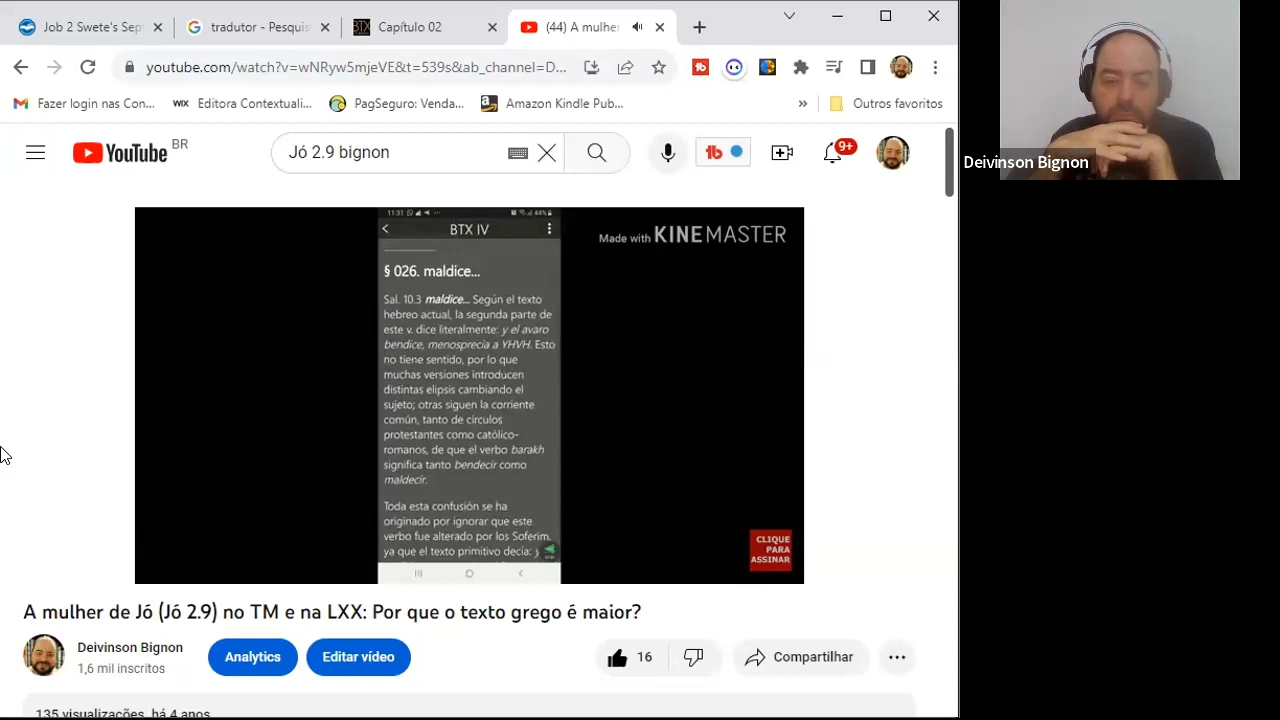 Job 2 Swete's Sep
tradutor - Pesquis
Capítulo 02
(44) A mulher
youtube.com/watch?v=wNRyw5mjeVE&t=539s&ab_channel=D...
Fazer login nas Con...
WIX Editora Contextuali...
PagSeguro: Venda...
Amazon Kindle Pub...
»
Outros favoritos
YouTube BR
Jó 2.9 bignon
9+
Deivinson Bignon
11:31
44%
BTX IV
Made with KINEMASTER
§ 026. maldice...
Sal. 10.3 maldice... Según el texto
hebreo actual, la segunda parte de
este v. dice literalmente: y el avaro
bendice, menosprecia a YHVH. Esto
no tiene sentido, por lo que
muchas versiones introducen
distintas elipsis cambiando el
sujeto; otras siguen la corriente
común, tanto de círculos
protestantes como católico-
romanos, de que el verbo barakh
significa tanto bendecir como
maldecir.
Toda esta confusión se ha
originado por ignorar que este
verbo fue alterado por los Soferim,
ya que el texto primitivo decía: y
CLIQUE
PARA
ASSINAR
A mulher de Jó (Jó 2.9) no TM e na LXX: Por que o texto grego é maior?
Deivinson Bignon
1,6 mil inscritos
Analytics
Editar vídeo
16
Compartilhar
135 visualizações há 4 anos